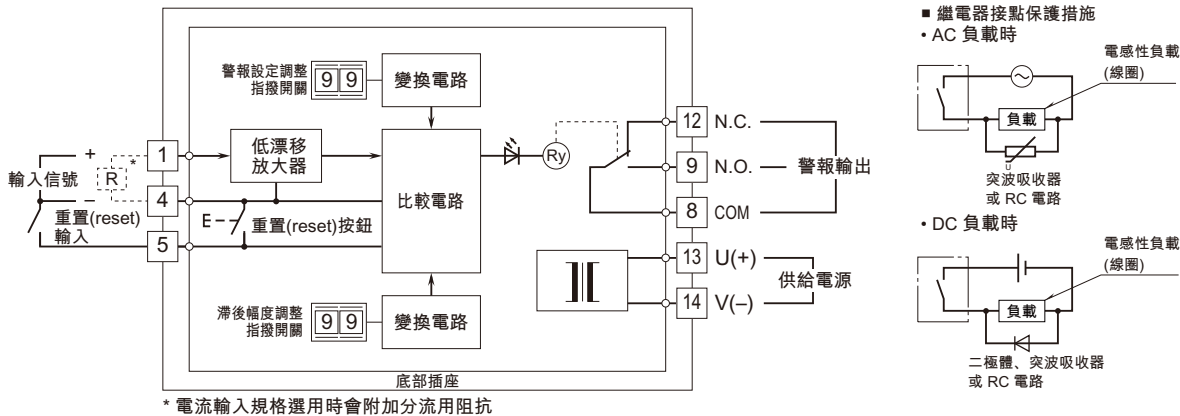 警報設定調整
指撥開關
9 9
變換電路
輸入信號
+
*
R
−
1
4
5
重置(reset)
輸入
低漂移
放大器
E
重置(reset)按鈕
比較電路
Ry
12 N.C.
9 N.O.
8 COM
警報輸出
13 U(+)
14 V(–)
供給電源
滯後幅度調整
指撥開關
9 9
變換電路
底部插座
* 電流輸入規格選用時會附加分流用阻抗
■ 繼電器接點保護措施
• AC 負載時
電感性負載
(線圈)
負載
U
突波吸收器
或 RC 電路
• DC 負載時
電感性負載
(線圈)
負載
二極體、突波吸收器
或 RC 電路